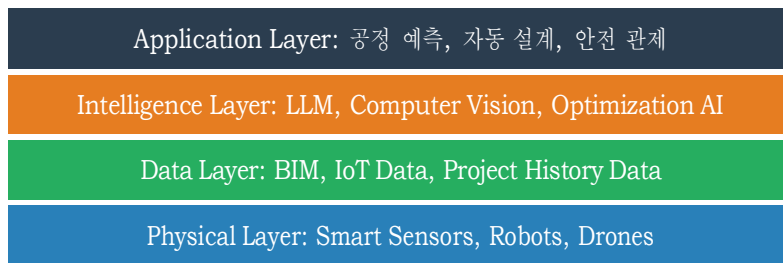 Application Layer: 공정 예측, 자동 설계, 안전 관제
Intelligence Layer: LLM, Computer Vision, Optimization AI
Data Layer: BIM, IoT Data, Project History Data
Physical Layer: Smart Sensors, Robots, Drones